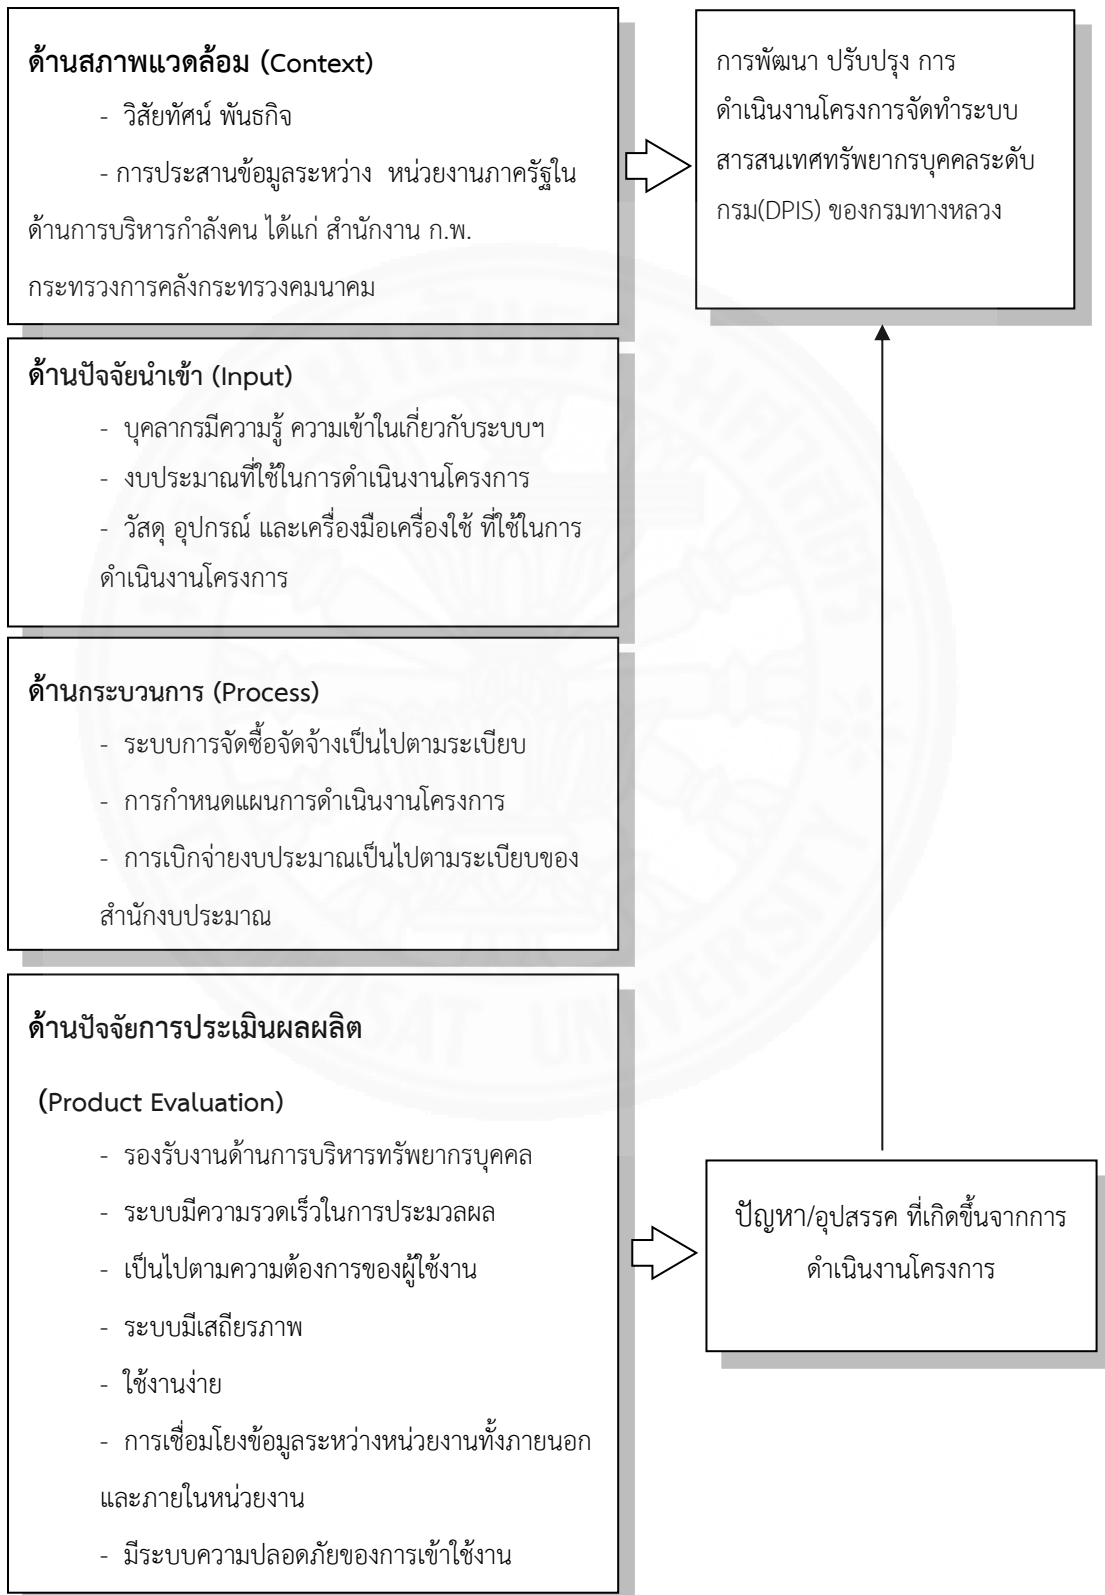 ด้านสภาพแวดล้อม (Context)
- วิสัยทัศน์ พันธกิจ
- การประสานข้อมูลระหว่าง หน่วยงานภาครัฐใน
ด้านการบริหารกำลังคน ได้แก่ สำนักงาน ก.พ.
กระทรวงการคลังกระทรวงคมนาคม
การพัฒนา ปรับปรุง การ
ดำเนินงานโครงการจัดทำระบบ
สารสนเทศทรัพยากรบุคคลระดับ
กรม(DPIS) ของกรมทางหลวง
ด้านปัจจัยนำเข้า (Input)
- บุคลากรมีความรู้ ความเข้าในเกี่ยวกับระบบฯ
- งบประมาณที่ใช้ในการดำเนินงานโครงการ
- วัสดุ อุปกรณ์ และเครื่องมือเครื่องใช้ ที่ใช้ในการ
ดำเนินงานโครงการ
ด้านกระบวนการ (Process)
- ระบบการจัดซื้อจัดจ้างเป็นไปตามระเบียบ
- การกำหนดแผนการดำเนินงานโครงการ
- การเบิกจ่ายงบประมาณเป็นไปตามระเบียบของ
สำนักงบประมาณ
ด้านปัจจัยการประเมินผลผลิต
(Product Evaluation)
- รองรับงานด้านการบริหารทรัพยากรบุคคล
- ระบบมีความรวดเร็วในการประมวลผล
- เป็นไปตามความต้องการของผู้ใช้งาน
- ระบบมีเสถียรภาพ
- ใช้งานง่าย
- การเชื่อมโยงข้อมูลระหว่างหน่วยงานทั้งภายนอก
และภายในหน่วยงาน
- มีระบบความปลอดภัยของการเข้าใช้งาน
ปัญหา/อุปสรรค ที่เกิดขึ้นจากการ
ดำเนินงานโครงการ